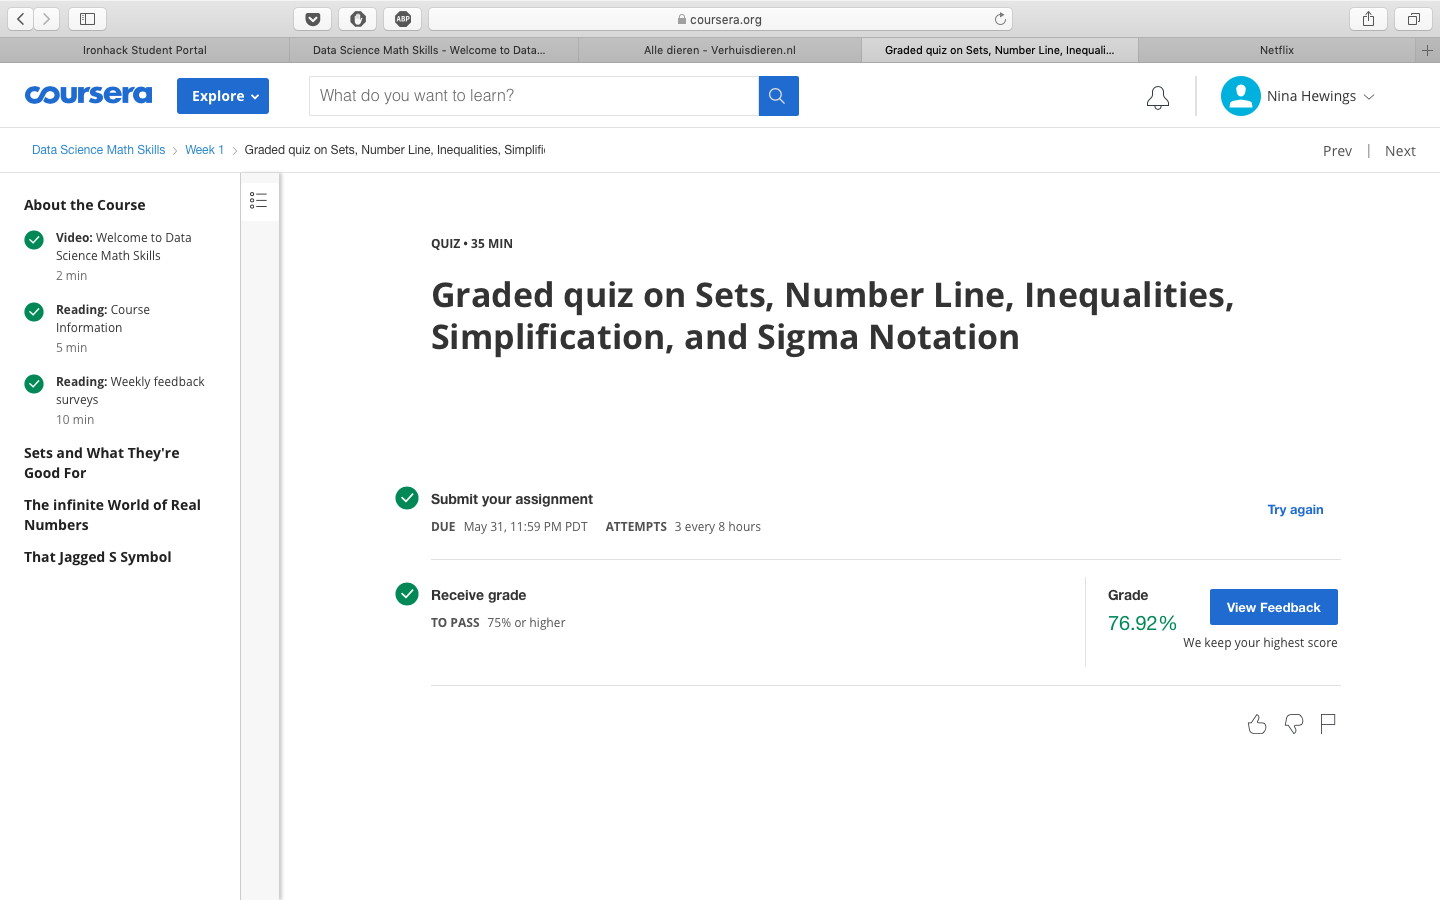 coursera.org
Ironhack Student Portal
Data Science Math Skills - Welcome to Data...
Alle dieren - Verhuisdieren.nl
Graded quiz on Sets, Number Line, Inequali...
Netflix
coursera
Explore
What do you want to learn?
Nina Hewings
Data Science Math Skills
Week 1
Graded quiz on Sets, Number Line, Inequalities, Simplifi
Prev | Next
About the Course
Video: Welcome to Data
Science Math Skills
2 min
Reading: Course
Information
5 min
Reading: Weekly feedback
surveys
10 min
Sets and What They're
Good For
The infinite World of Real
Numbers
That Jagged S Symbol
QUIZ • 35 MIN
Graded quiz on Sets, Number Line, Inequalities,
Simplification, and Sigma Notation
Submit your assignment
DUE May 31, 11:59 PM PDT ATTEMPTS 3 every 8 hours
Try again
Receive grade
TO PASS 75% or higher
Grade
76.92%
View Feedback
We keep your highest score
ABP